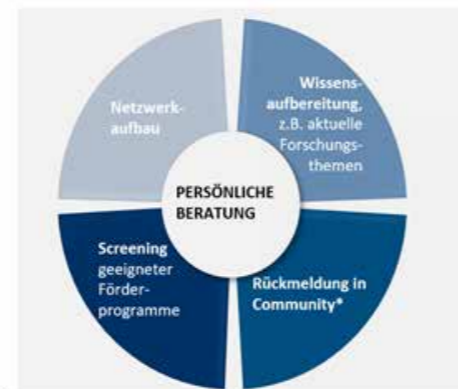 Netzwerk-
aufbau
Wissens-
aufbereitung,
z.B. aktuelle
Forschungs-
themen
PERSÖNLICHE
BERATUNG
Screening
geeigneter
Förder-
programme
Rückmeldung in
Community*